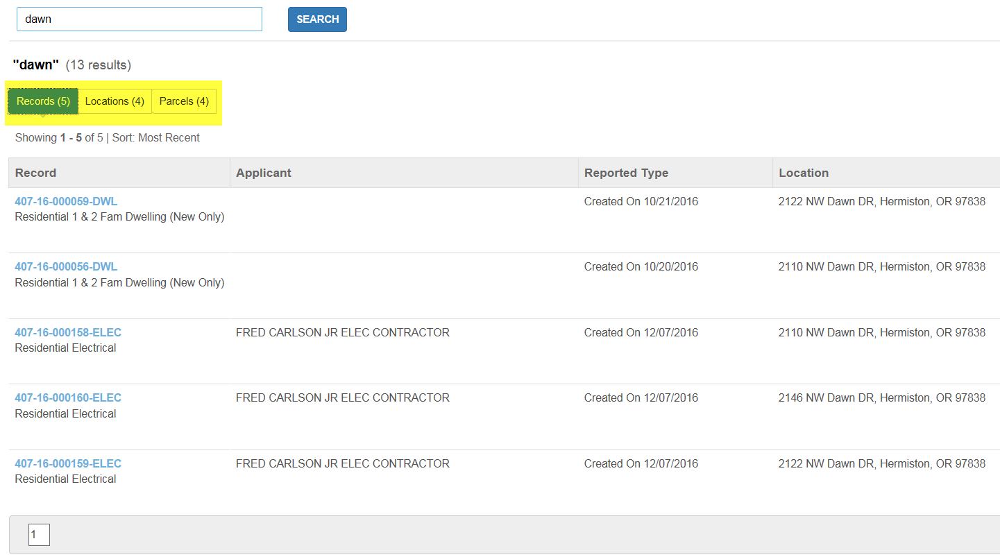 dawn SEARCH
"dawn" (13 results)
Records (5) Locations (4) Parcels (4)
Showing 1 - 5 of 5 | Sort: Most Recent
Record Applicant Reported Type Location
407-16-000059-DWL Created On 10/21/2016 2122 NW Dawn DR, Hermiston, OR 97838
Residential 1 & 2 Fam Dwelling (New Only)
407-16-000056-DWL Created On 10/20/2016 2110 NW Dawn DR, Hermiston, OR 97838
Residential 1 & 2 Fam Dwelling (New Only)
407-16-000158-ELEC FRED CARLSON JR ELEC CONTRACTOR Created On 12/07/2016 2110 NW Dawn DR, Hermiston, OR 97838
Residential Electrical
407-16-000160-ELEC FRED CARLSON JR ELEC CONTRACTOR Created On 12/07/2016 2146 NW Dawn DR, Hermiston, OR 97838
Residential Electrical
407-16-000159-ELEC FRED CARLSON JR ELEC CONTRACTOR Created On 12/07/2016 2122 NW Dawn DR, Hermiston, OR 97838
Residential Electrical
1